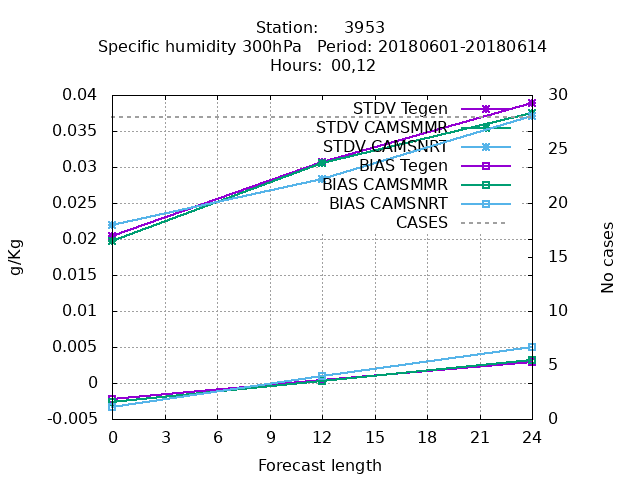 Station: 3953
Specific humidity 300hPa Period: 20180601-20180614
Hours: 00,12
0.04
0.035
0.03
0.025
0.02
0.015
0.01
0.005
0
-0.005
g/Kg
30
25
20
15
10
5
0
No cases
STDV Tegen
STDV CAMSMMR
STDV CAMSNRT
BIAS Tegen
BIAS CAMSMMR
BIAS CAMSNRT
CASES
0 3 6 9 12 15 18 21 24
Forecast length